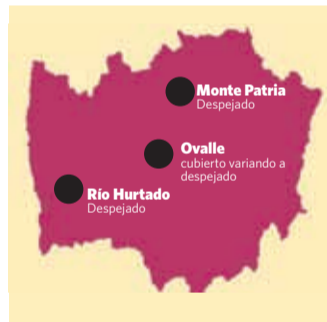 Monte Patria
Despejado
Ovalle
cubierto variando a
despejado
Río Hurtado
Despejado